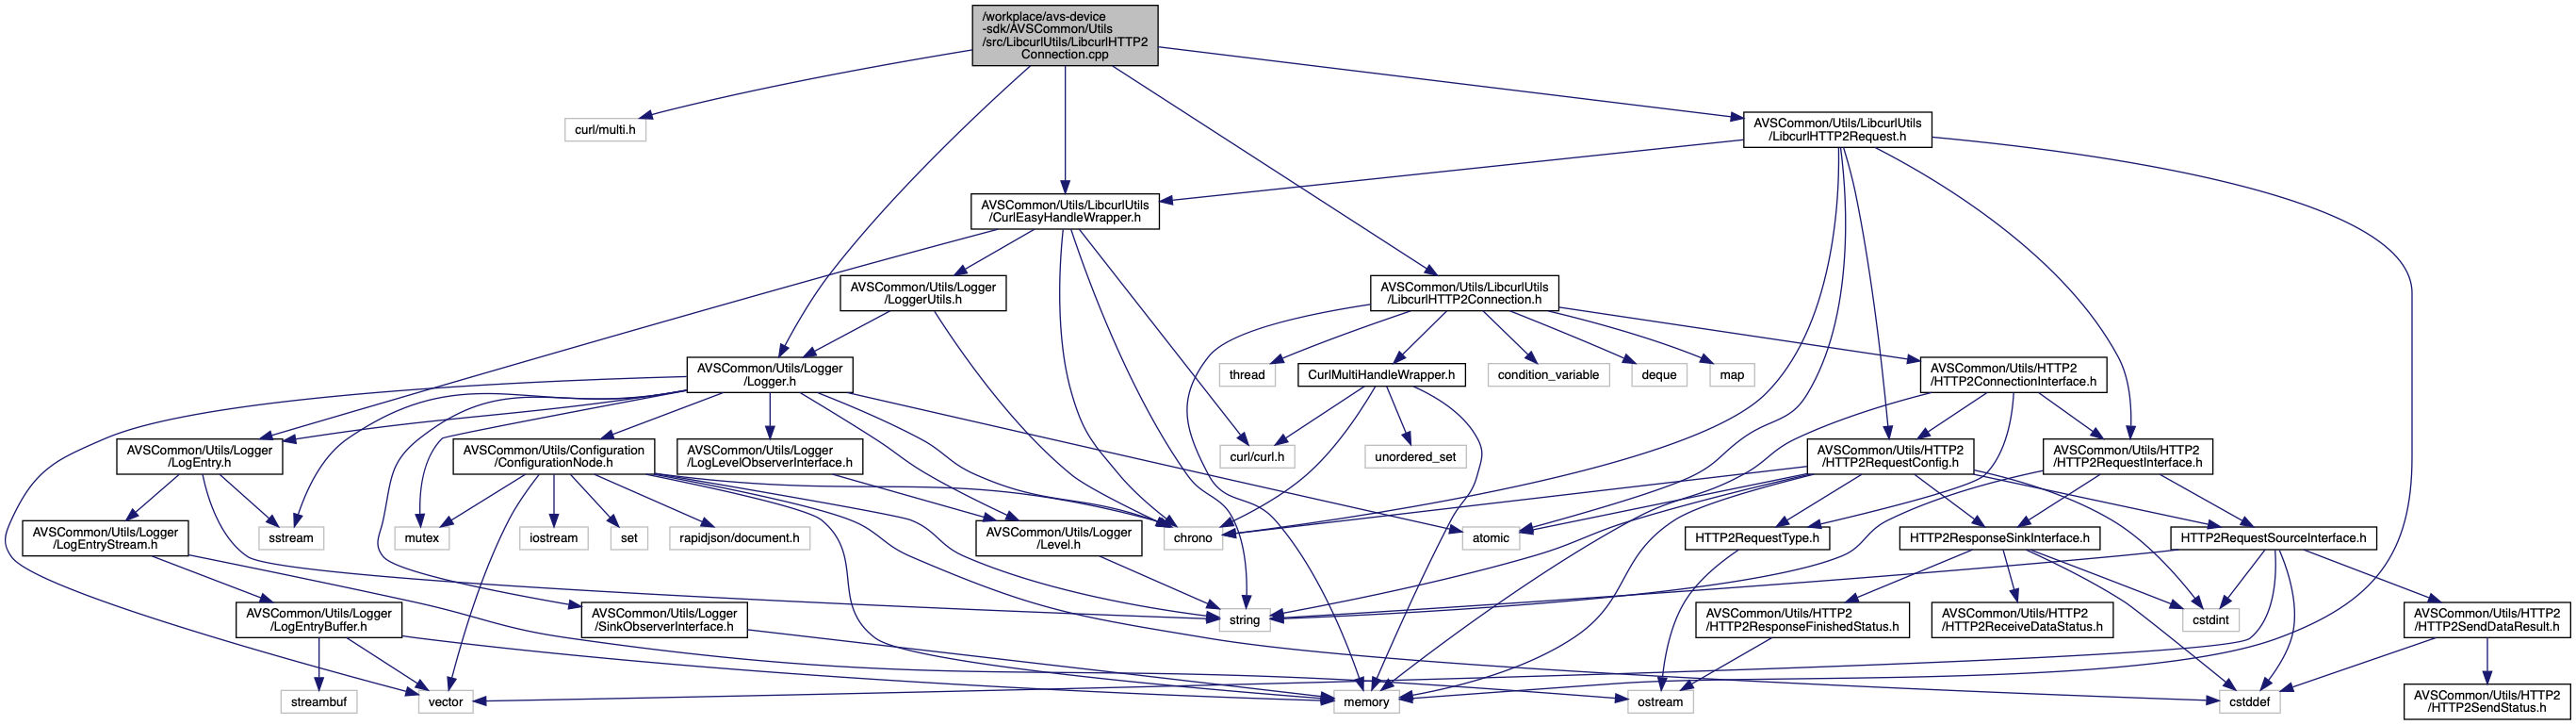 /workplace/avs-device
-sdk/AVSCommon/Utils
/src/LibcurlUtils/LibcurlHTTP2
Connection.cpp
curl/multi.h
AVSCommon/Utils/LibcurlUtils
/LibcurlHTTP2Request.h
AVSCommon/Utils/LibcurlUtils
/CurlEasyHandleWrapper.h
AVSCommon/Utils/Logger
/LoggerUtils.h
AVSCommon/Utils/LibcurlUtils
/LibcurlHTTP2Connection.h
AVSCommon/Utils/Logger
/Logger.h
thread
CurlMultiHandleWrapper.h
condition_variable
deque
map
AVSCommon/Utils/HTTP2
/HTTP2ConnectionInterface.h
AVSCommon/Utils/Logger
/LogEntry.h
AVSCommon/Utils/Configuration
/ConfigurationNode.h
AVSCommon/Utils/Logger
/LogLevelObserverInterface.h
curl/curl.h
unordered_set
AVSCommon/Utils/HTTP2
/HTTP2RequestConfig.h
AVSCommon/Utils/HTTP2
/HTTP2RequestInterface.h
AVSCommon/Utils/Logger
/LogEntryStream.h
sstream
mutex
iostream
set
rapidjson/document.h
AVSCommon/Utils/Logger
/Level.h
chrono
atomic
HTTP2RequestType.h
HTTP2ResponseSinkInterface.h
HTTP2RequestSourceInterface.h
AVSCommon/Utils/Logger
/LogEntryBuffer.h
AVSCommon/Utils/Logger
/SinkObserverInterface.h
string
AVSCommon/Utils/HTTP2
/HTTP2ResponseFinishedStatus.h
AVSCommon/Utils/HTTP2
/HTTP2ReceiveDataStatus.h
cstdint
AVSCommon/Utils/HTTP2
/HTTP2SendDataResult.h
streambuf
vector
memory
ostream
cstddef
AVSCommon/Utils/HTTP2
/HTTP2SendStatus.h